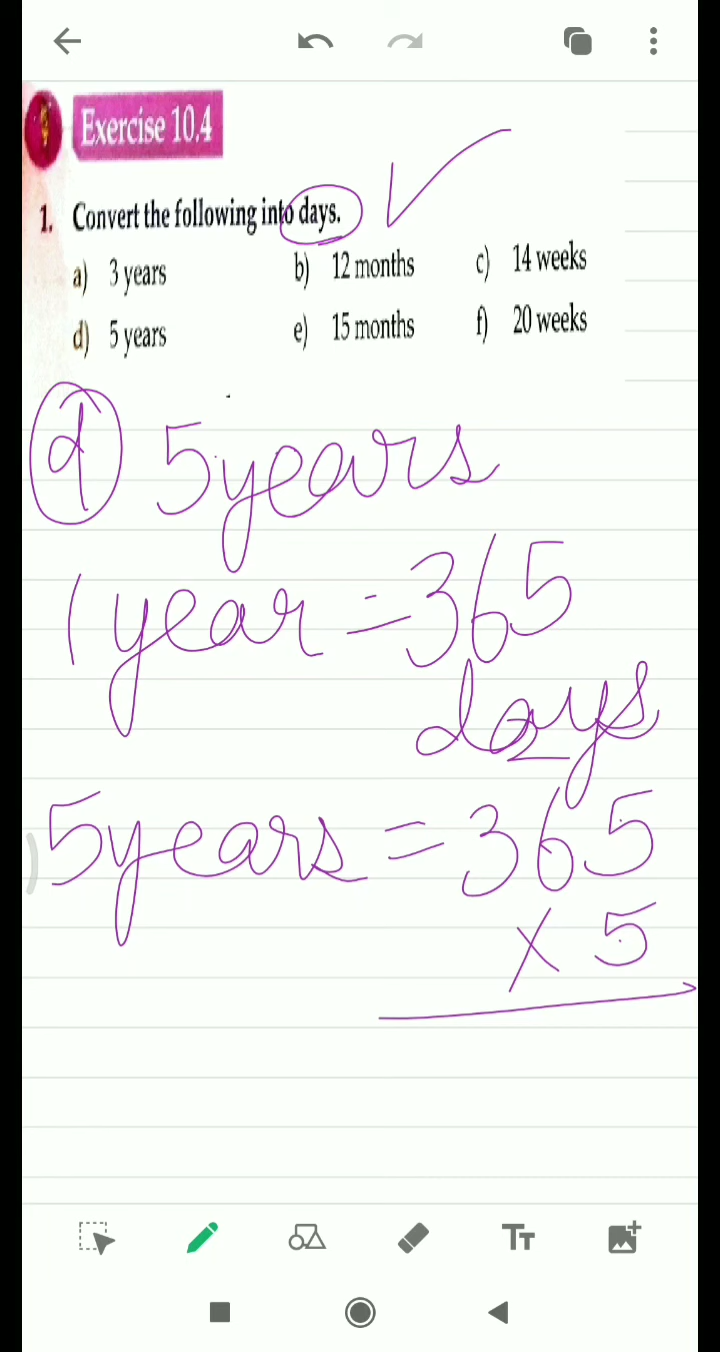 Exercise 10.4
1. Convert the following into days.
a) 3 years b) 12 months c) 14 weeks
d) 5 years e) 15 months f) 20 weeks
d 5years
1 year = 365
days
5years = 365
× 5
TT